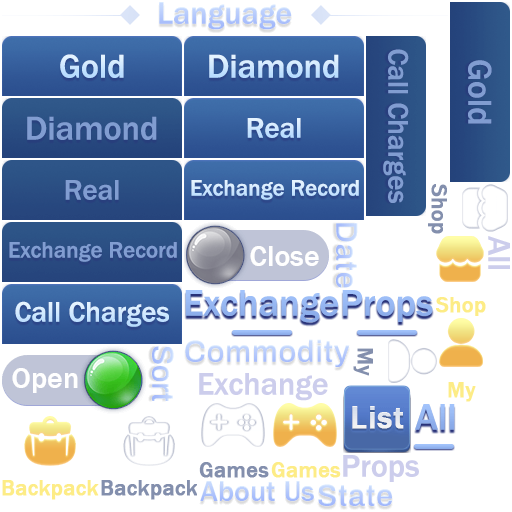 Language
Gold
Diamond
Call Charges
Gold
Diamond
Real
Real
Exchange Record
Shop
All
Exchange Record
Close
Date
Shop
Call Charges
ExchangeProps
Commodity
My
My
Open
Sort
Exchange
List
All
Games
Games
Props
Backpack
Backpack
About Us
State